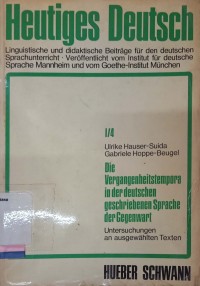 Heutiges Deutsch
Linguistische und didaktische Beiträge für den deutschen
Sprachunterricht · Veröffentlicht vom Institut für deutsche
Sprache Mannheim und vom Goethe-Institut München
I/4
Ulrike Hauser-Suida
Gabriele Hoppe-Beugel
Die
Vergangenheitstempora
in der deutschen
geschriebenen Sprache
der Gegenwart
Untersuchungen
an ausgewählten Texten
HUEBER SCHWANN